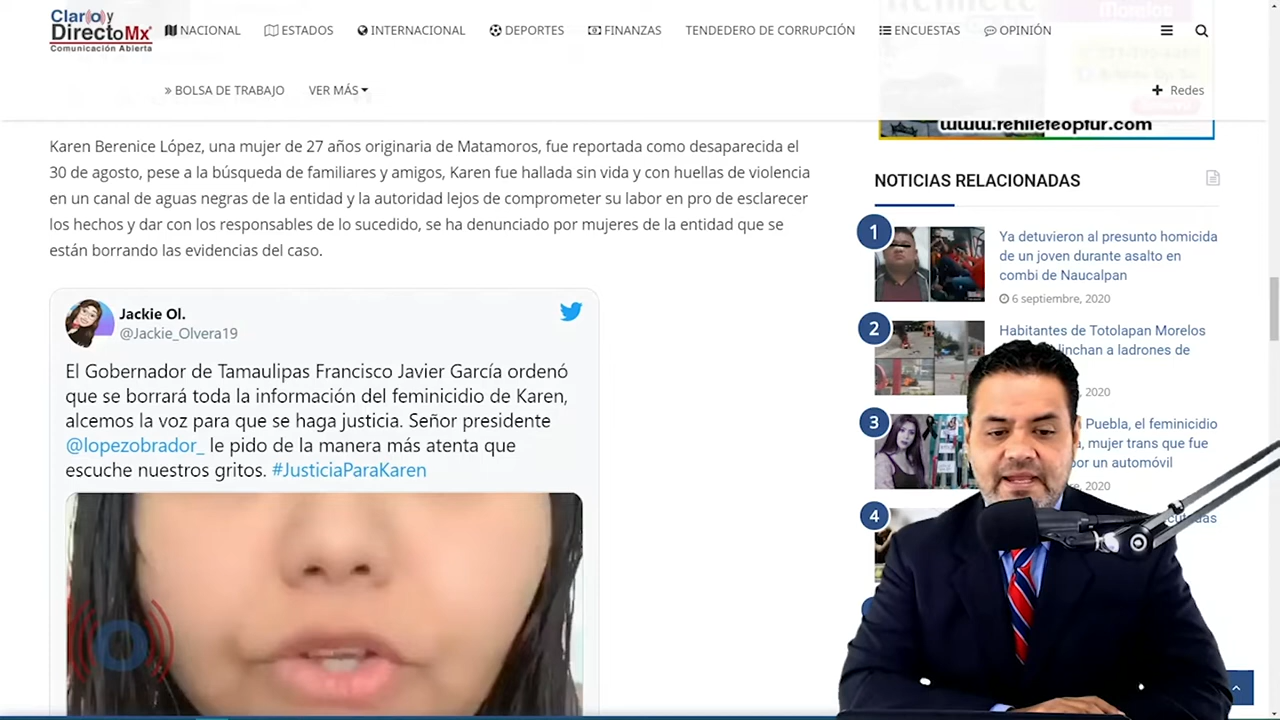 Claro y
DirectoMx
Comunicación Abierta
NACIONAL
ESTADOS
INTERNACIONAL
DEPORTES
FINANZAS
TENDEDERO DE CORRUPCIÓN
ENCUESTAS
OPINIÓN
» BOLSA DE TRABAJO
VER MÁS
Redes
www.rehileteoptur.com
Karen Berenice López, una mujer de 27 años originaria de Matamoros, fue reportada como desaparecida el
30 de agosto, pese a la búsqueda de familiares y amigos, Karen fue hallada sin vida y con huellas de violencia
en un canal de aguas negras de la entidad y la autoridad lejos de comprometer su labor en pro de esclarecer
los hechos y dar con los responsables de lo sucedido, se ha denunciado por mujeres de la entidad que se
están borrando las evidencias del caso.
Jackie Ol.
@Jackie_Olvera19
El Gobernador de Tamaulipas Francisco Javier García ordenó
que se borrará toda la información del feminicidio de Karen,
alcemos la voz para que se haga justicia. Señor presidente
@lopezobrador_ le pido de la manera más atenta que
escuche nuestros gritos. #JusticiaParaKaren
NOTICIAS RELACIONADAS
1
Ya detuvieron al presunto homicida
de un joven durante asalto en
combi de Naucalpan
6 septiembre, 2020
2
Habitantes de Totolapan Morelos
linchan a ladrones de
2020
3
Puebla, el feminicidio
mujer trans que fue
por un automóvil
2020
4